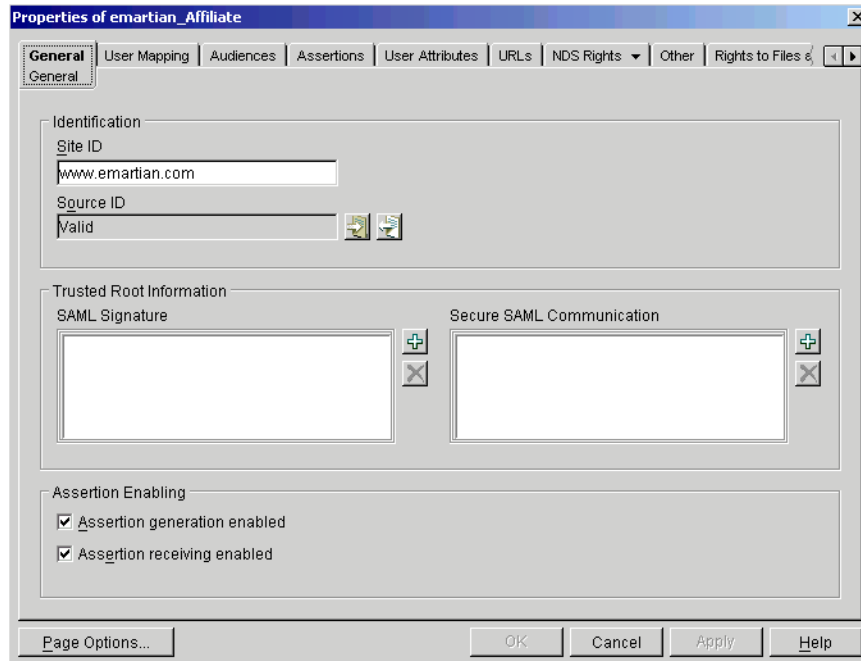 Properties of emartian_Affiliate
General User Mapping Audiences Assertions User Attributes URLs NDS Rights Other Rights to Files
General
Identification
Site ID
www.emartian.com
Source ID
Valid
Trusted Root Information
SAML Signature Secure SAML Communication
Assertion Enabling
Assertion generation enabled
Assertion receiving enabled
Page Options... OK Cancel Apply Help